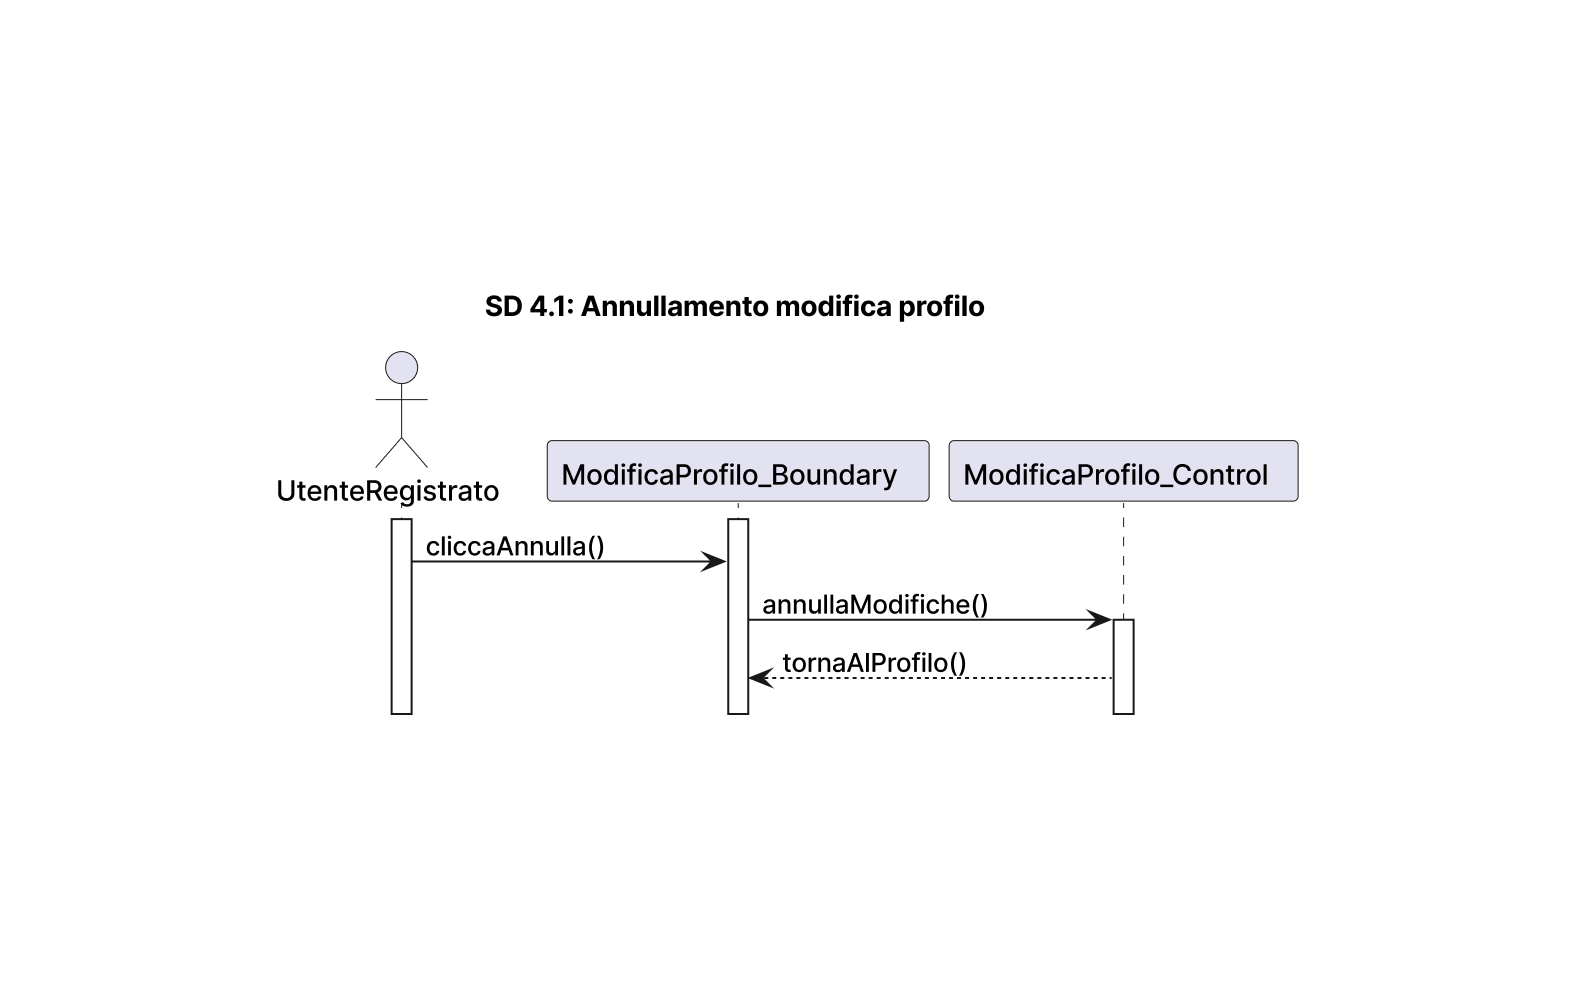 SD 4.1: Annullamento modifica profilo
UtenteRegistrato
ModificaProfilo_Boundary
ModificaProfilo_Control
cliccaAnnulla()
annullaModifiche()
tornaAlProfilo()